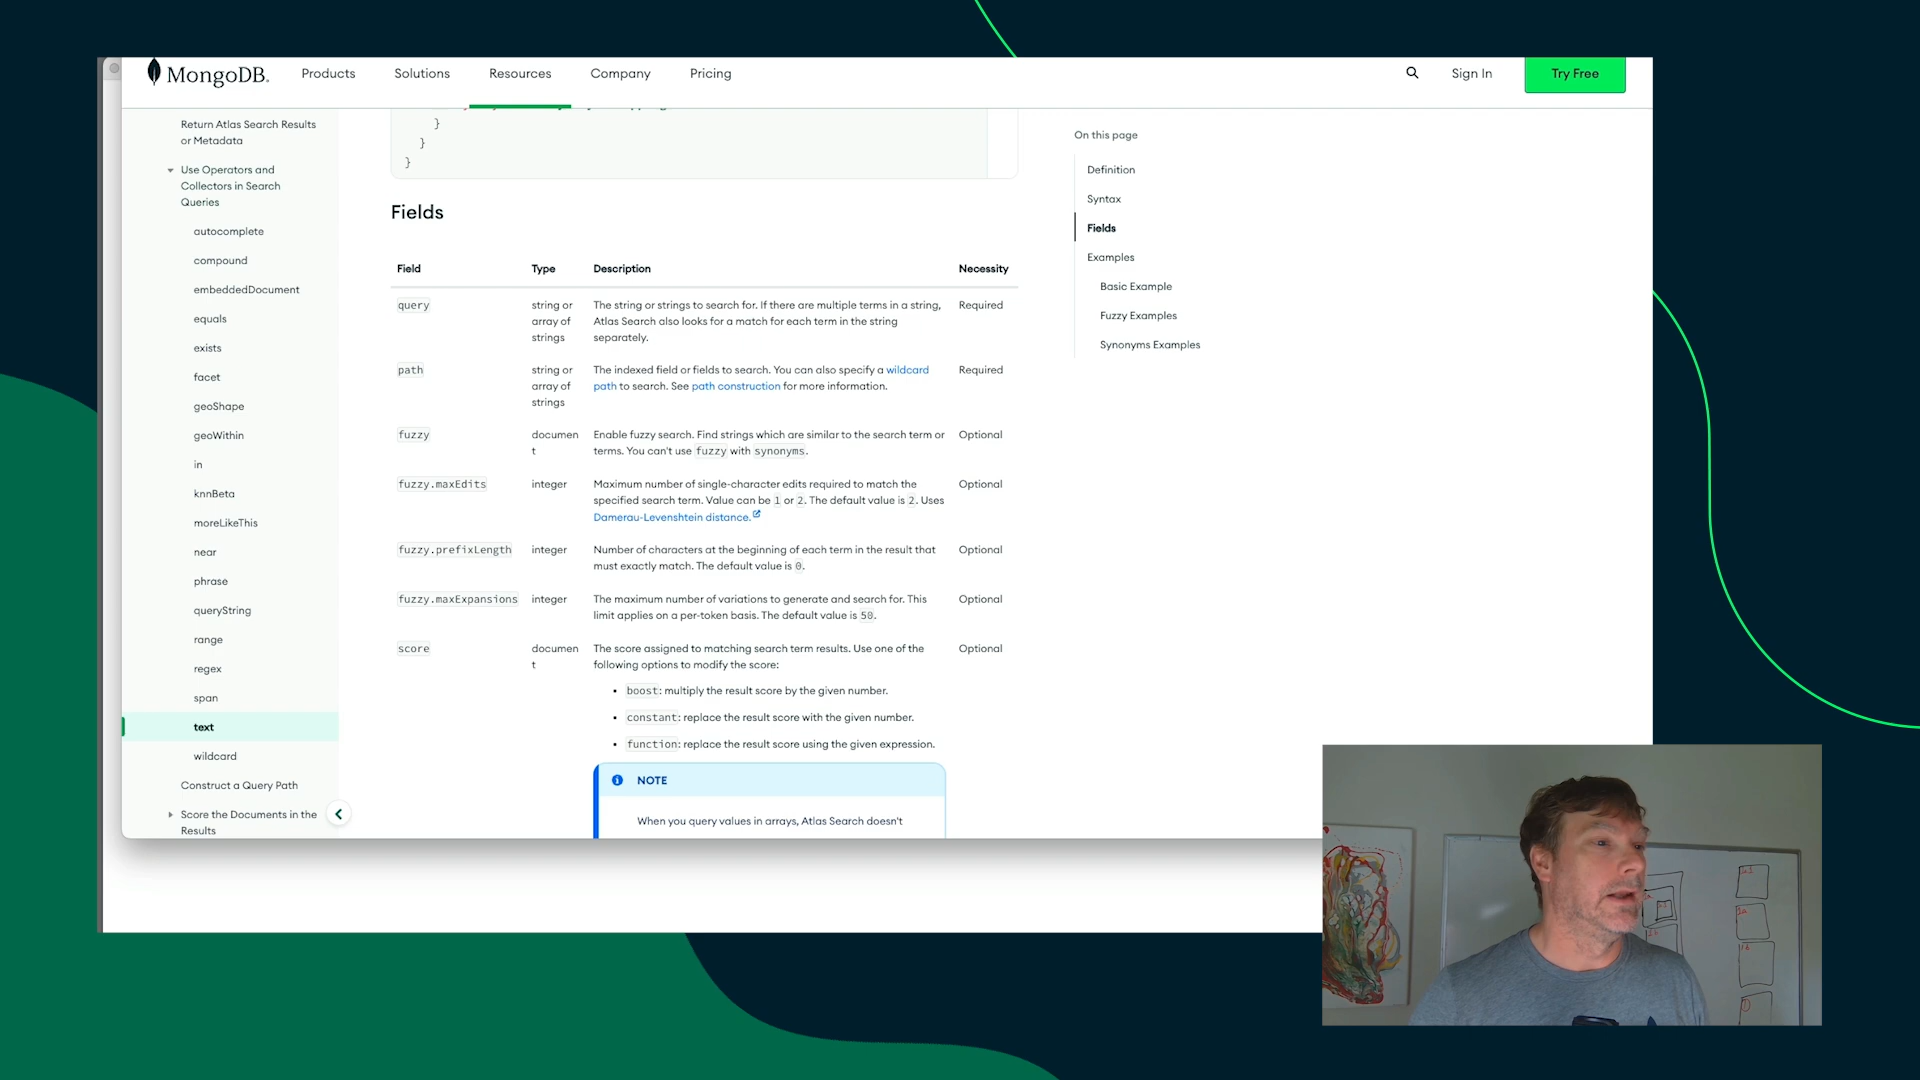 MongoDB.
Products
Solutions
Resources
Company
Pricing
Sign In
Try Free
Return Atlas Search Results
or Metadata
Use Operators and
Collectors in Search
Queries
autocomplete
compound
embeddedDocument
equals
exists
facet
geoShape
geoWithin
in
knnBeta
moreLikeThis
near
phrase
queryString
range
regex
span
text
wildcard
Construct a Query Path
Score the Documents in the
Results
}
}
}
Fields
Field Type Description Necessity
query string or The string or strings to search for. If there are multiple terms in a string, Required
array of Atlas Search also looks for a match for each term in the string
strings separately.
path string or The indexed field or fields to search. You can also specify a wildcard Required
array of path to search. See path construction for more information.
strings
fuzzy documen Enable fuzzy search. Find strings which are similar to the search term or Optional
t terms. You can't use fuzzy with synonyms.
fuzzy.maxEdits integer Maximum number of single-character edits required to match the Optional
specified search term. Value can be 1 or 2. The default value is 2. Uses
Damerau-Levenshtein distance.
fuzzy.prefixLength integer Number of characters at the beginning of each term in the result that Optional
must exactly match. The default value is 0.
fuzzy.maxExpansions integer The maximum number of variations to generate and search for. This Optional
limit applies on a per-token basis. The default value is 50.
score documen The score assigned to matching search term results. Use one of the Optional
t following options to modify the score:
• boost: multiply the result score by the given number.
• constant: replace the result score with the given number.
• function: replace the result score using the given expression.
NOTE
When you query values in arrays, Atlas Search doesn't
On this page
Definition
Syntax
Fields
Examples
Basic Example
Fuzzy Examples
Synonyms Examples